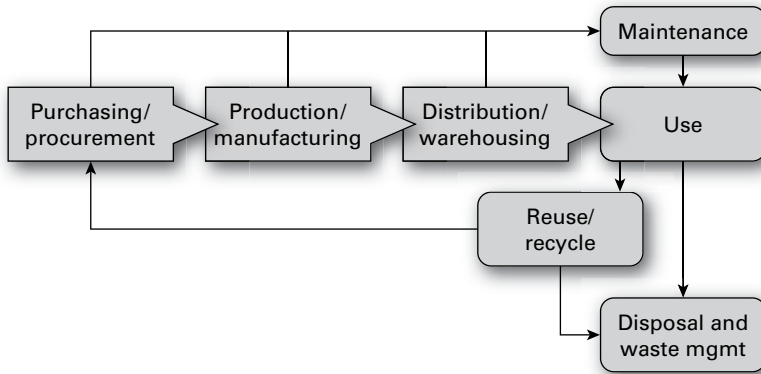 Maintenance
Purchasing/
procurement
Production/
manufacturing
Distribution/
warehousing
Use
Reuse/
recycle
Disposal and
waste mgmt